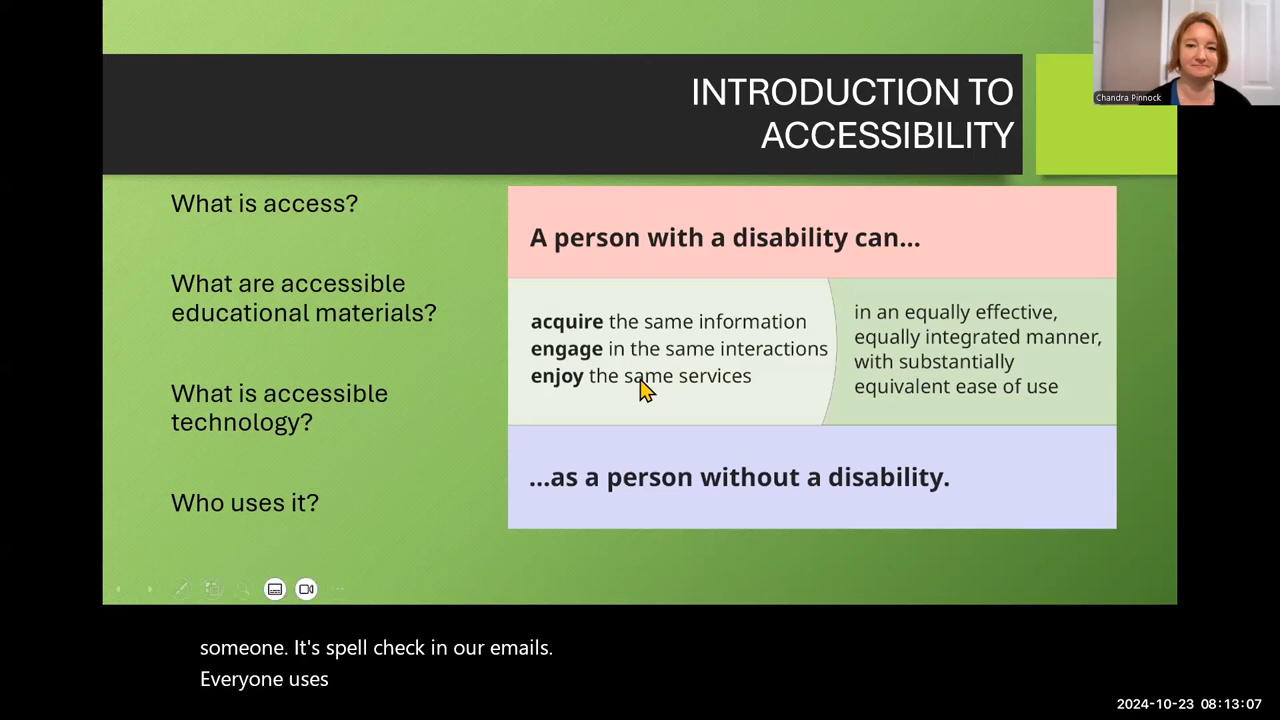 INTRODUCTION TO
ACCESSIBILITY
Chandra Pinnock
What is access?
What are accessible
educational materials?
What is accessible
technology?
Who uses it?
A person with a disability can...
acquire the same information
engage in the same interactions
enjoy the same services
in an equally effective,
equally integrated manner,
with substantially
equivalent ease of use
...as a person without a disability.
someone. It's spell check in our emails.
Everyone uses
2024-10-23 08:13:07